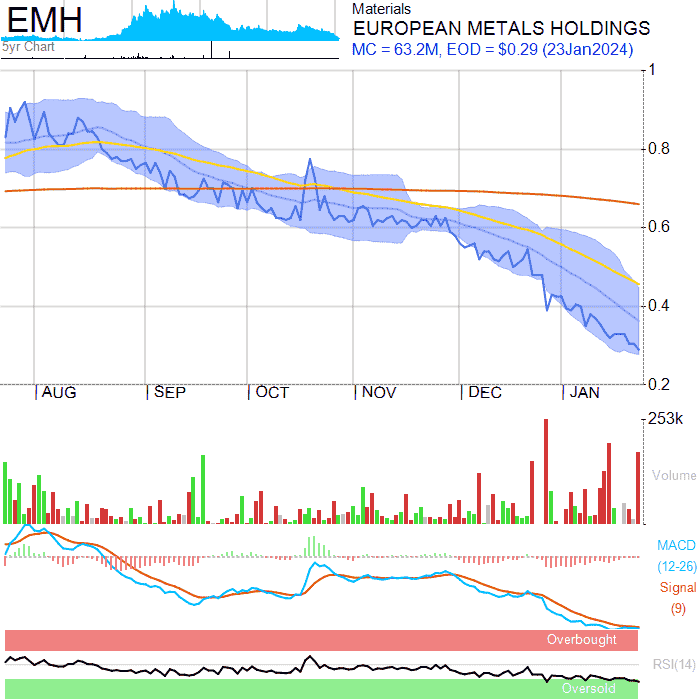 EMH
5yr Chart
Materials
EUROPEAN METALS HOLDINGS
MC = 63.2M, EOD = $0.29 (23Jan2024)
1
0.8
0.6
0.4
0.2
AUG SEP OCT NOV DEC JAN
253k
Volume
MACD
(12-26)
Signal
(9)
Overbought
RSI(14)
Oversold